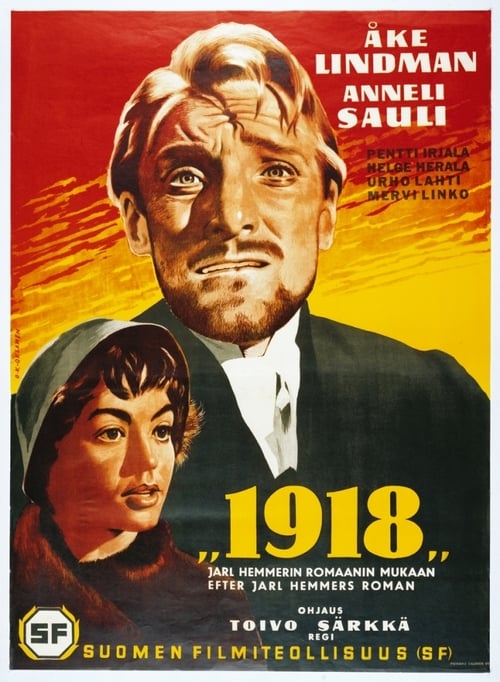 ÅKE
LINDMAN
ANNELI
SAULI
PENTTI IRJALA
HELGE HERALA
URHO LAHTI
MERVI LINKO
„1918„
JARL HEMMERIN ROMAANIN MUKAAN
EFTER JARL HEMMERS ROMAN
OHJAUS
TOIVO SÄRKKÄ
REGI
SF
SUOMEN FILMITEOLLISUUS (SF)